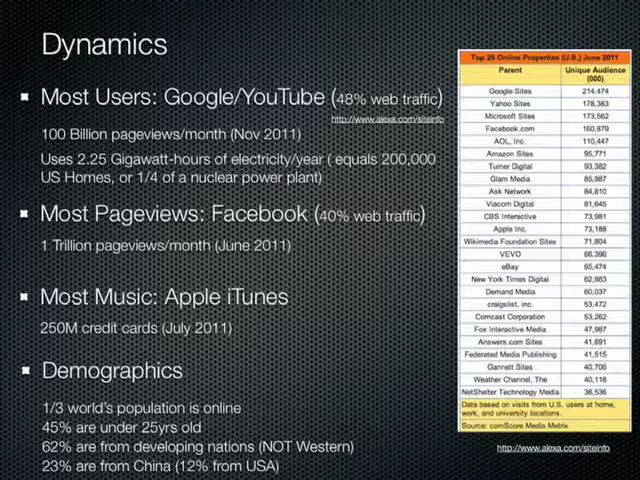 Dynamics
Most Users: Google/YouTube (48% web traffic)
http://www.alexa.com/siteinfo
100 Billion pageviews/month (Nov 2011)
Uses 2.25 Gigawatt-hours of electricity/year ( equals 200,000
US Homes, or 1/4 of a nuclear power plant)
Most Pageviews: Facebook (40% web traffic)
1 Trillion pageviews/month (June 2011)
Most Music: Apple iTunes
250M credit cards (July 2011)
Demographics
1/3 world's population is online
45% are under 25yrs old
62% are from developing nations (NOT Western)
23% are from China (12% from USA)
Top 25 Online Properties (U.S.) June 2011
Parent Unique Audience (000)
Google Sites 214,474
Yahoo Sites 178,383
Microsoft Sites 173,562
Facebook.com 160,879
AOL, Inc. 110,447
Amazon Sites 95,771
Turner Digital 93,382
Glam Media 85,987
Ask Network 84,810
Viacom Digital 81,645
CBS Interactive 73,981
Apple Inc. 73,188
Wikimedia Foundation Sites 71,804
VEVO 66,396
eBay 65,474
New York Times Digital 62,883
Demand Media 60,037
craigslist, inc. 53,472
Comcast Corporation 53,262
Fox Interactive Media 47,987
Answers.com Sites 41,691
Federated Media Publishing 41,515
Gannett Sites 40,706
Weather Channel, The 40,118
NetShelter Technology Media 38,536
Data based on visits from U.S. users at home,
work, and university locations.
Source: comScore Media Metrix
http://www.alexa.com/siteinfo